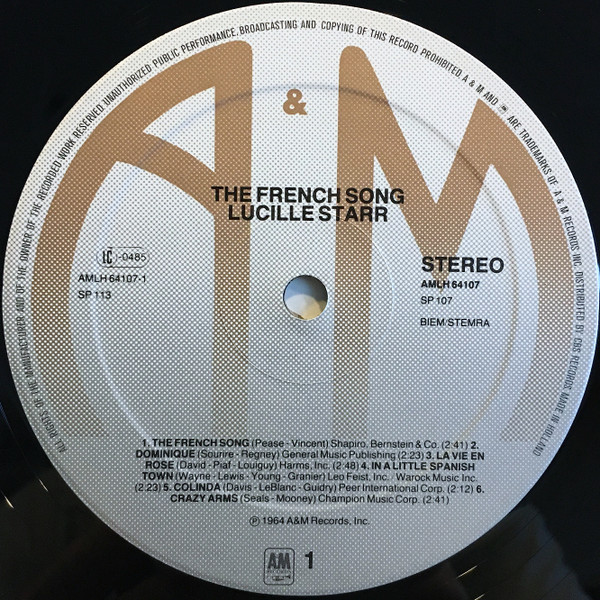 ALL RIGHTS OF THE MANUFACTURER AND OF THE OWNER OF THE RECORDED WORK RESERVED. UNAUTHORIZED PUBLIC PERFORMANCE, BROADCASTING AND COPYING OF THIS RECORD PROHIBITED A & M AND AM ARE TRADEMARKS OF A & M RECORDS INC. DISTRIBUTED BY CBS RECORDS MADE IN HOLLAND
A & M
THE FRENCH SONG
LUCILLE STARR
LC -0485
AMLH 64107-1
SP 113
STEREO
AMLH 64107
SP 107
BIEM/STEMRA
1. THE FRENCH SONG (Pease - Vincent) Shapiro, Bernstein & Co. (2:41) 2.
DOMINIQUE (Sourire - Regney) General Music Publishing (2:23) 3. LA VIE EN
ROSE (David - Piaf - Louiguy) Harms, Inc. (2:48) 4. IN A LITTLE SPANISH
TOWN (Wayne - Lewis - Young - Granier) Leo Feist, Inc. / Warock Music Inc.
(2:23) 5. COLINDA (Davis - LeBlanc - Guidry) Peer International Corp. (2:12) 6.
CRAZY ARMS (Seals - Mooney) Champion Music Corp. (2:41)
℗ 1964 A&M Records, Inc.
AM
RECORDS
1